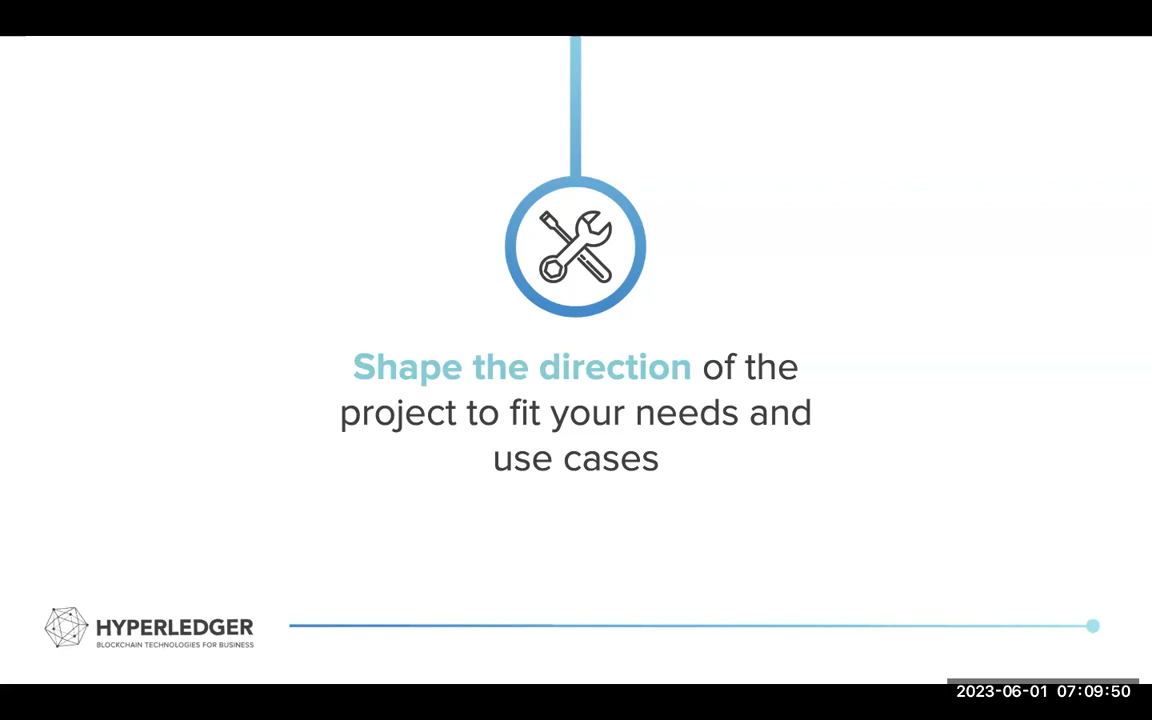 Shape the direction of the
project to fit your needs and
use cases
HYPERLEDGER
BLOCKCHAIN TECHNOLOGIES FOR BUSINESS
2023-06-01 07:09:50